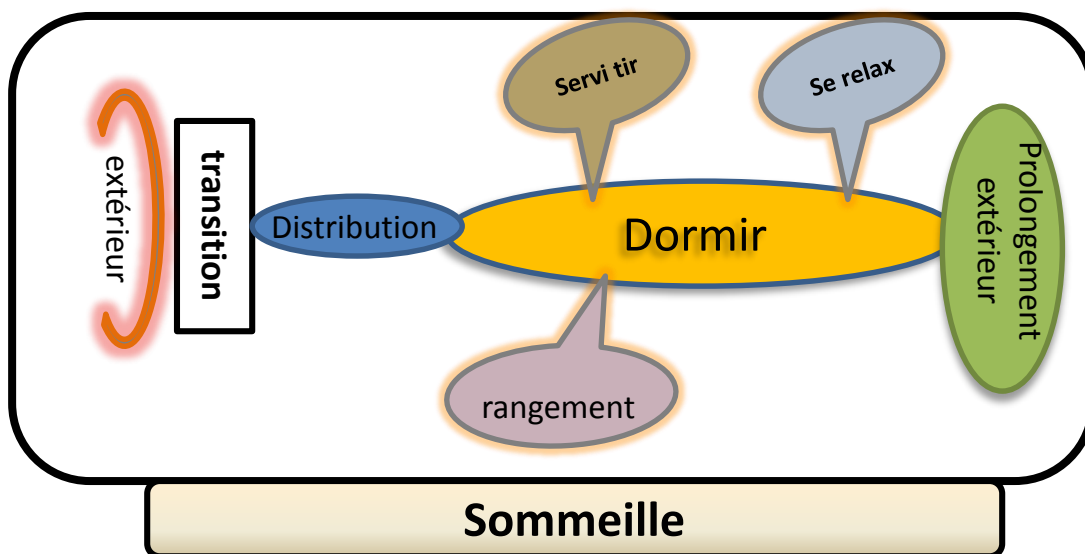 Servi tir
Se relax
extérieur
transition
Distribution
Dormir
Prolongement
extérieur
rangement
Sommeille